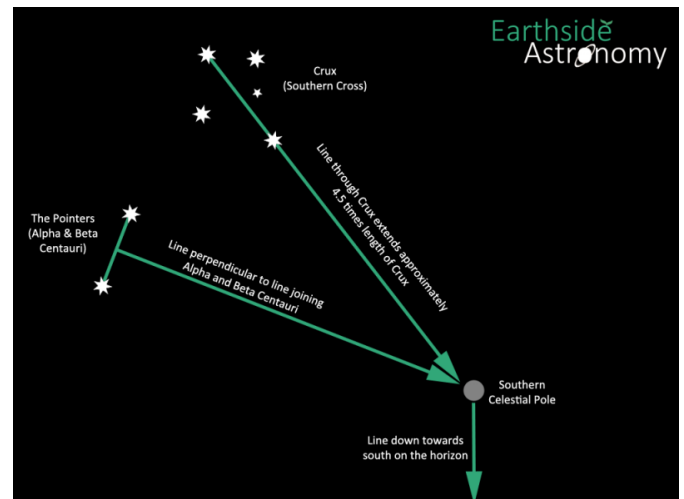 Earthside
Astronomy
Crux
(Southern Cross)
Line through Crux extends approximately
4.5 times length of Crux
The Pointers
(Alpha & Beta
Centauri)
Line perpendicular to line joining
Alpha and Beta Centauri
Southern
Celestial Pole
Line down towards
south on the horizon